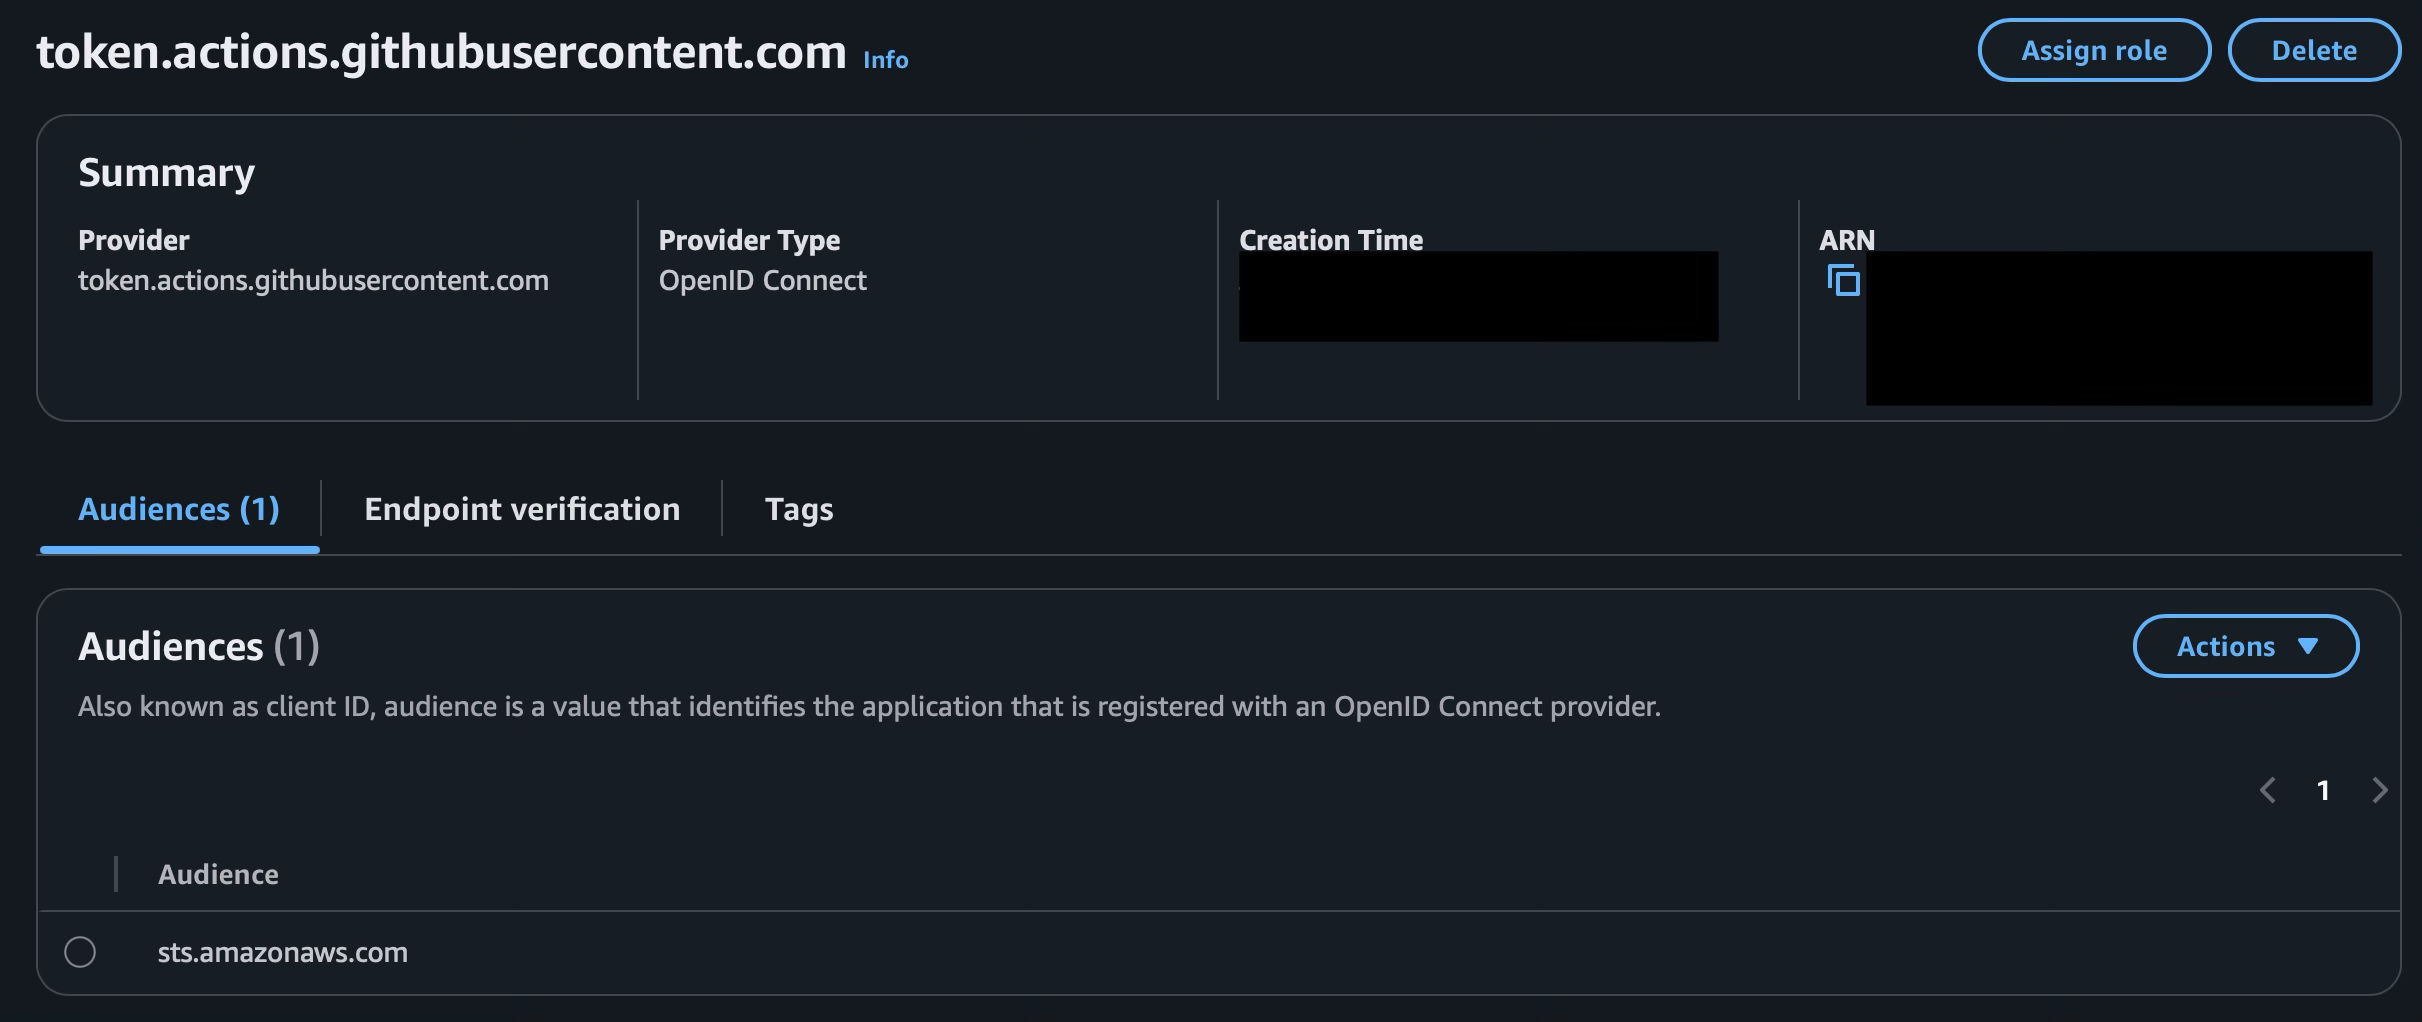 token.actions.githubusercontent.com Info
Assign role
Delete
Summary
Provider
token.actions.githubusercontent.com
Provider Type
OpenID Connect
Creation Time
ARN
Audiences (1)
Endpoint verification
Tags
Audiences (1)
Actions
Also known as client ID, audience is a value that identifies the application that is registered with an OpenID Connect provider.
1
Audience
sts.amazonaws.com